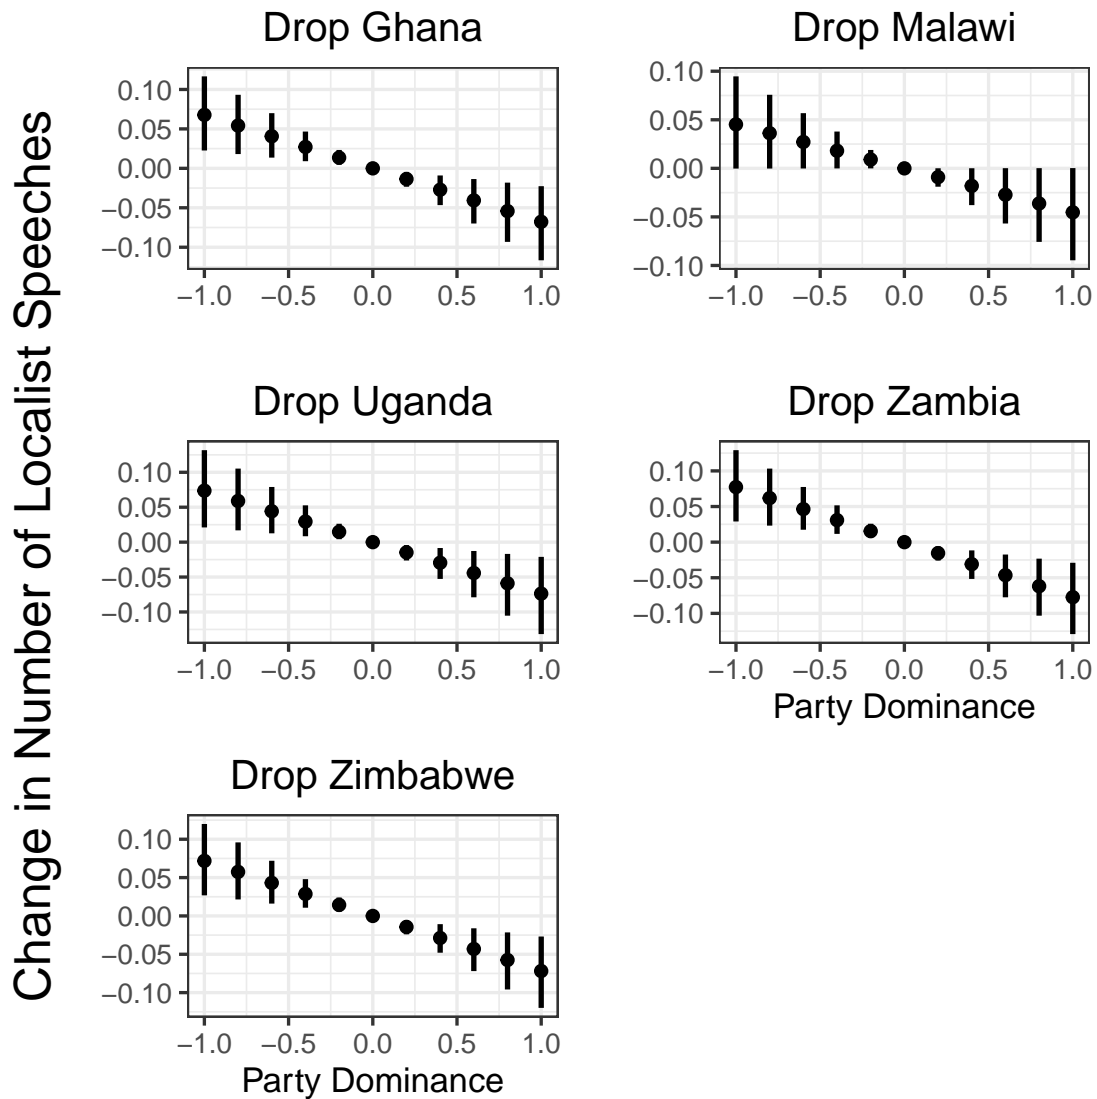 Change in Number of Localist Speeches
Drop Ghana
0.10
0.05
0.00
−0.05
−0.10
−1.0 −0.5 0.0 0.5 1.0
Drop Malawi
0.10
0.05
0.00
−0.05
−0.10
−1.0 −0.5 0.0 0.5 1.0
Drop Uganda
0.10
0.05
0.00
−0.05
−0.10
−1.0 −0.5 0.0 0.5 1.0
Drop Zambia
0.10
0.05
0.00
−0.05
−0.10
−1.0 −0.5 0.0 0.5 1.0
Party Dominance
Drop Zimbabwe
0.10
0.05
0.00
−0.05
−0.10
−1.0 −0.5 0.0 0.5 1.0
Party Dominance